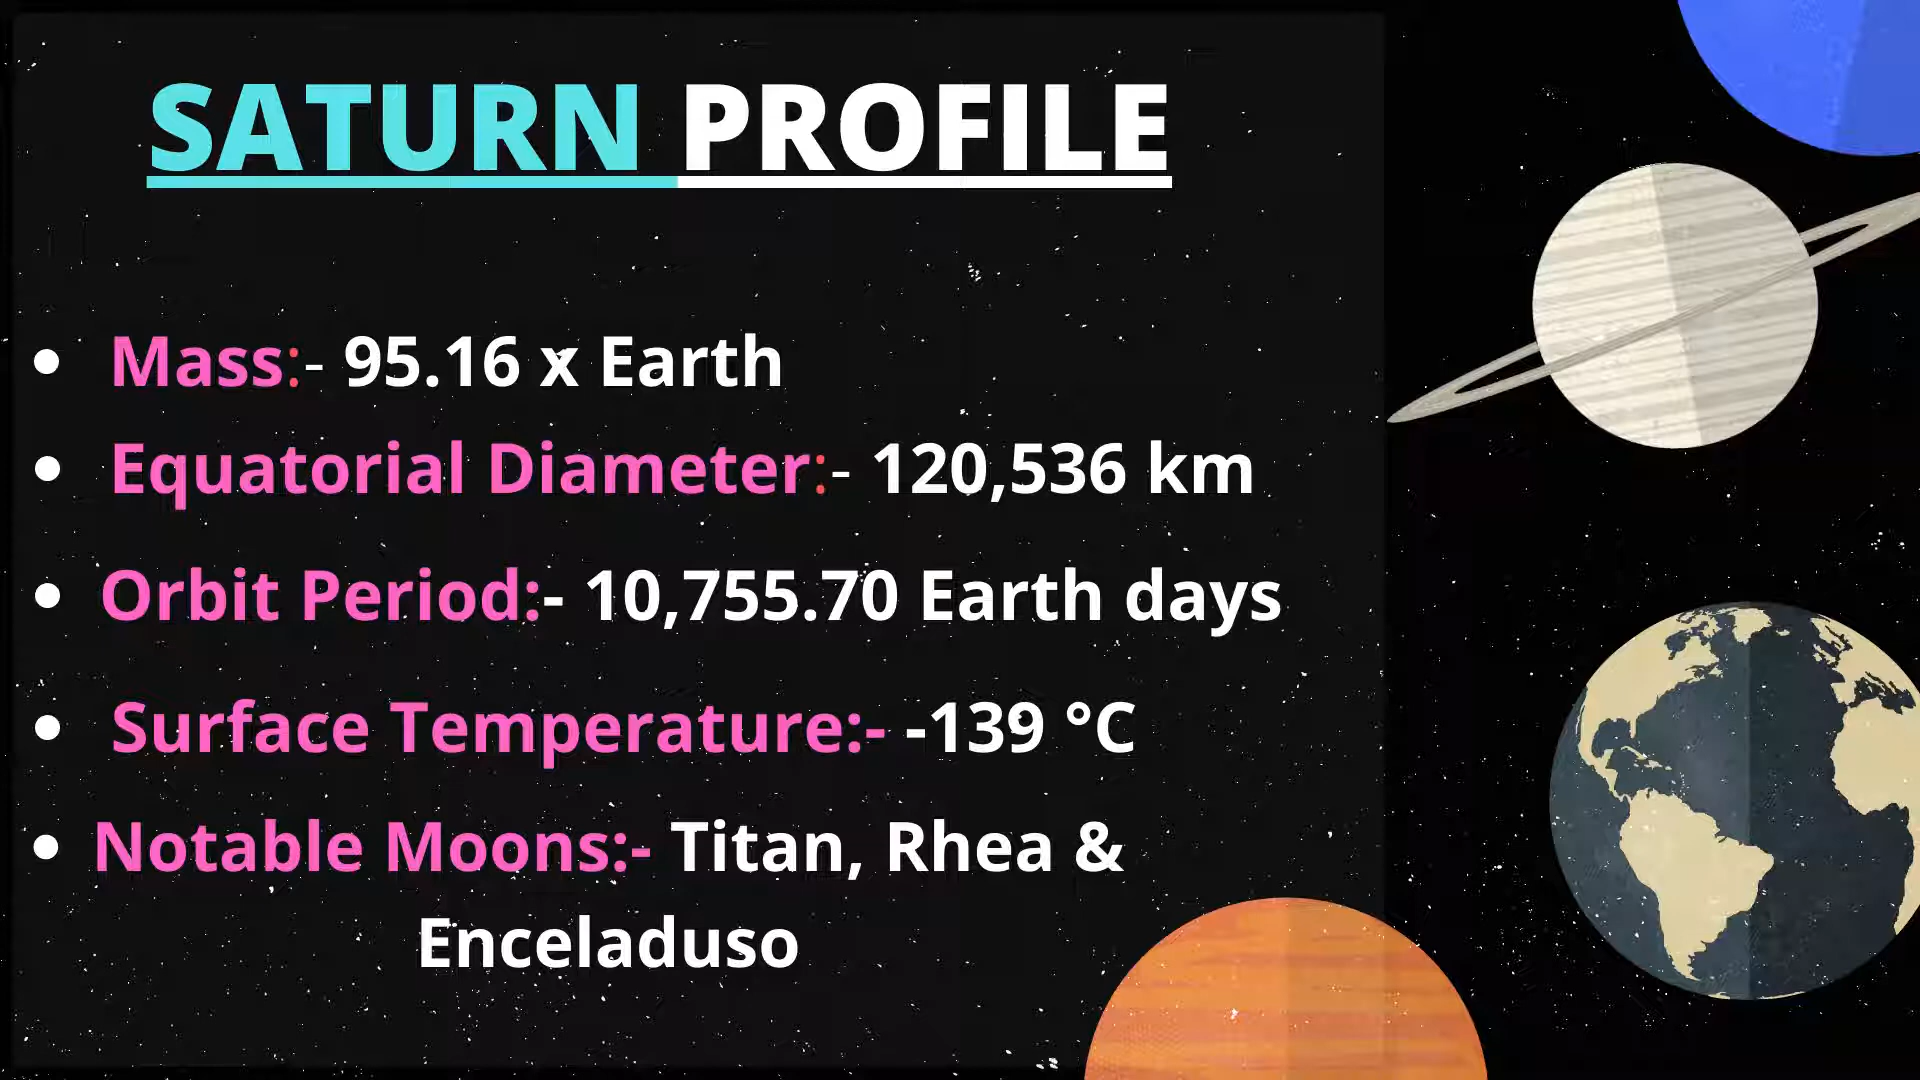 SATURN PROFILE
• Mass:- 95.16 x Earth
• Equatorial Diameter:- 120,536 km
• Orbit Period:- 10,755.70 Earth days
• Surface Temperature:- -139 °C
• Notable Moons:- Titan, Rhea &
Enceladuso